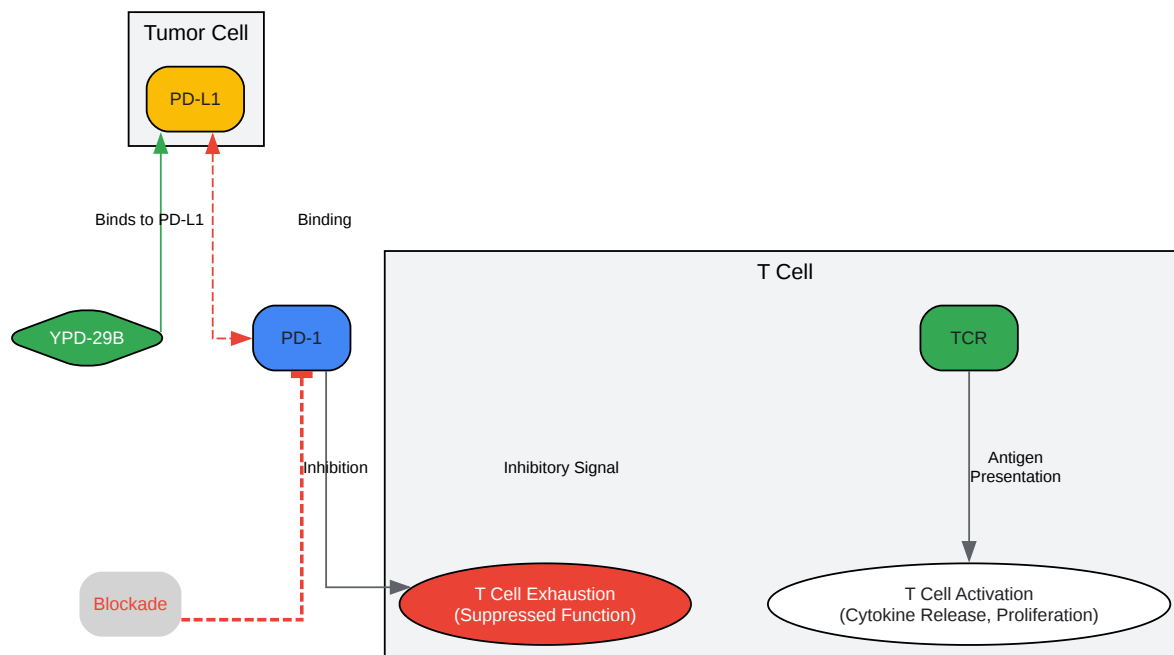 Tumor Cell
PD-L1
Binds to PD-L1
Binding
T Cell
YPD-29B
PD-1
TCR
Inhibition
Inhibitory Signal
Antigen
Presentation
Blockade
T Cell Exhaustion
(Suppressed Function)
T Cell Activation
(Cytokine Release, Proliferation)